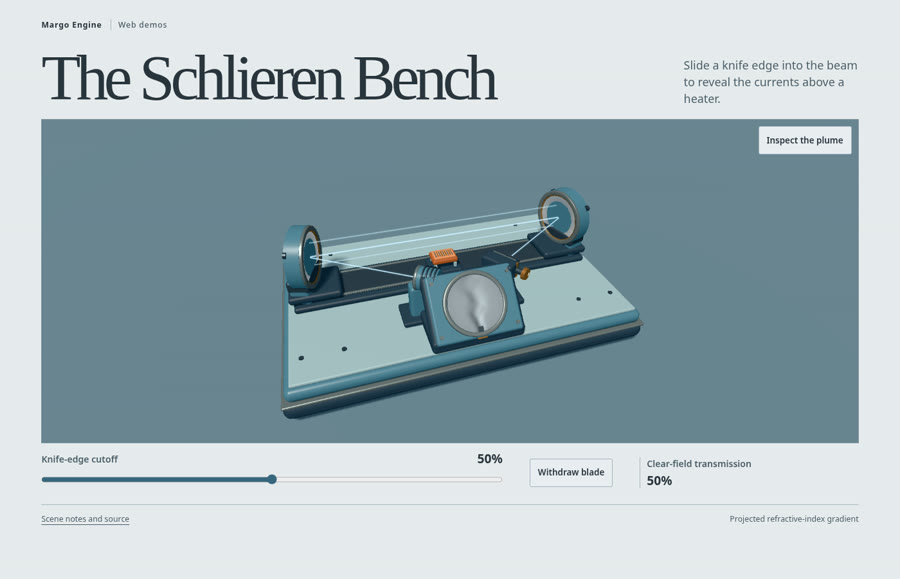 Margo Engine
Web demos
The Schlieren Bench
Slide a knife edge into the beam
to reveal the currents above a
heater.
Inspect the plume
Knife-edge cutoff
50%
Withdraw blade
Clear-field transmission
50%
Scene notes and source
Projected refractive-index gradient